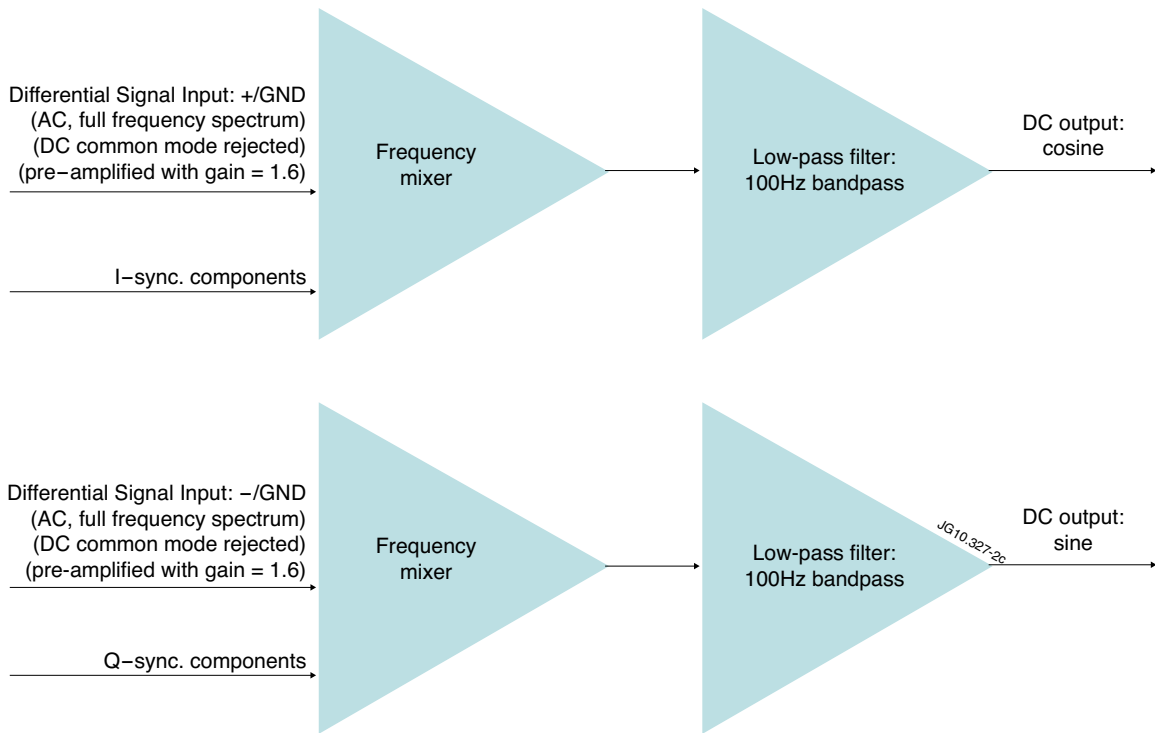 Differential Signal Input: +/GND
(AC, full frequency spectrum)
(DC common mode rejected)
(pre−amplified with gain = 1.6)
I−sync. components
Frequency
mixer
Low-pass filter:
100Hz bandpass
DC output:
cosine
Differential Signal Input: −/GND
(AC, full frequency spectrum)
(DC common mode rejected)
(pre-amplified with gain = 1.6)
Q−sync. components
Frequency
mixer
Low-pass filter:
100Hz bandpass
JG10.327-2c
DC output:
sine